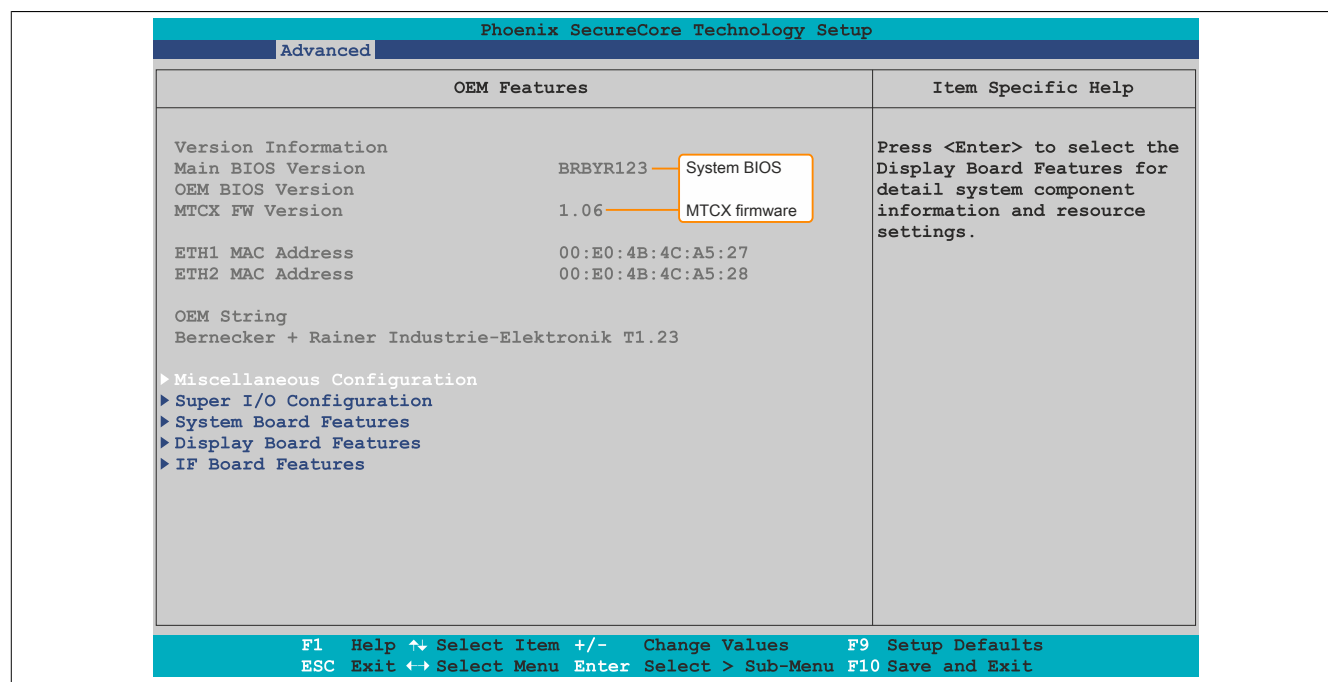 Phoenix SecureCore Technology Setup
Advanced
OEM Features
Item Specific Help
Version Information
Main BIOS Version BRBYR123 System BIOS
OEM BIOS Version
MTCX FW Version 1.06 MTCX firmware
ETH1 MAC Address 00:E0:4B:4C:A5:27
ETH2 MAC Address 00:E0:4B:4C:A5:28
OEM String
Bernecker + Rainer Industrie-Elektronik T1.23
Miscellaneous Configuration
Super I/O Configuration
System Board Features
Display Board Features
IF Board Features
Press <Enter> to select the
Display Board Features for
detail system component
information and resource
settings.
F1 Help ↑↓ Select Item +/- Change Values F9 Setup Defaults
ESC Exit ↔ Select Menu Enter Select > Sub-Menu F10 Save and Exit